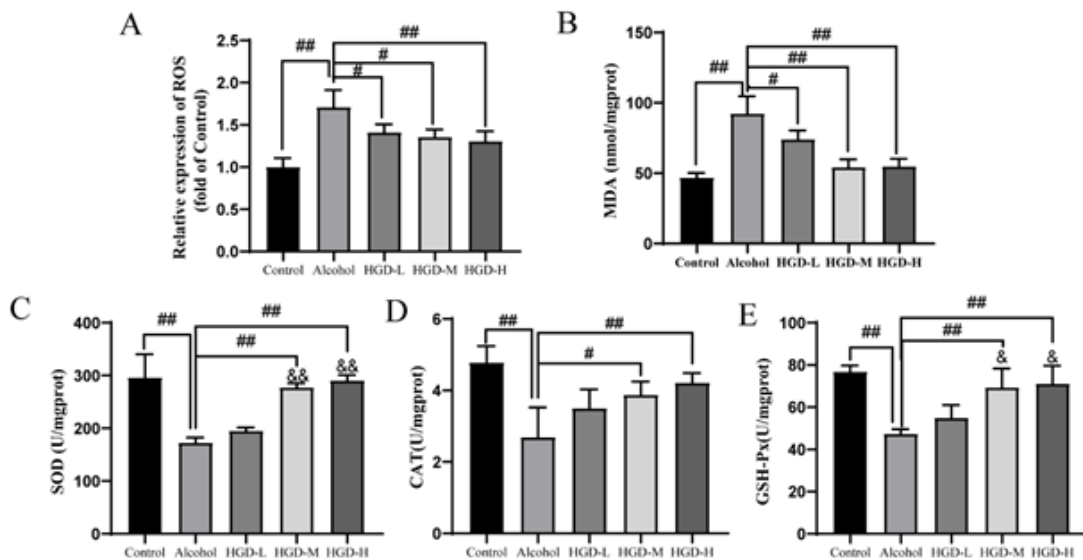 A
Relative expression of ROS
(fold of Control)
2.5
2.0
1.5
1.0
0.5
0.0
##
##
#
#
Control Alcohol HGD-L HGD-M HGD-H
B
MDA (nmol/mgprot)
150
100
50
0
##
##
##
#
Control Alcohol HGD-L HGD-M HGD-H
C
SOD (U/mgprot)
400
300
200
100
0
##
##
##
&&
&&
Control Alcohol HGD-L HGD-M HGD-H
D
CAT(U/mgprot)
6
4
2
0
##
##
#
Control Alcohol HGD-L HGD-M HGD-H
E
GSH-Px(U/mgprot)
100
80
60
40
20
0
##
##
##
&
&
Control Alcohol HGD-L HGD-M HGD-H